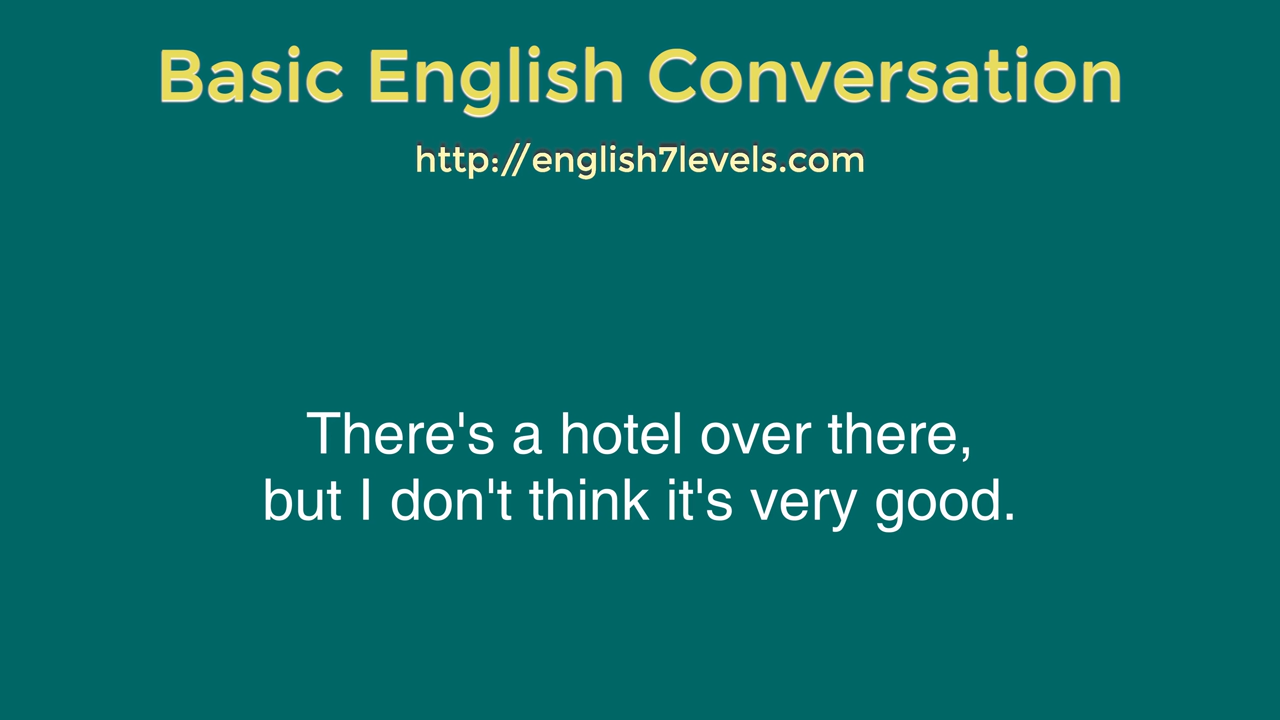 Basic English Conversation
http://english7levels.com
There's a hotel over there,
but I don't think it's very good.